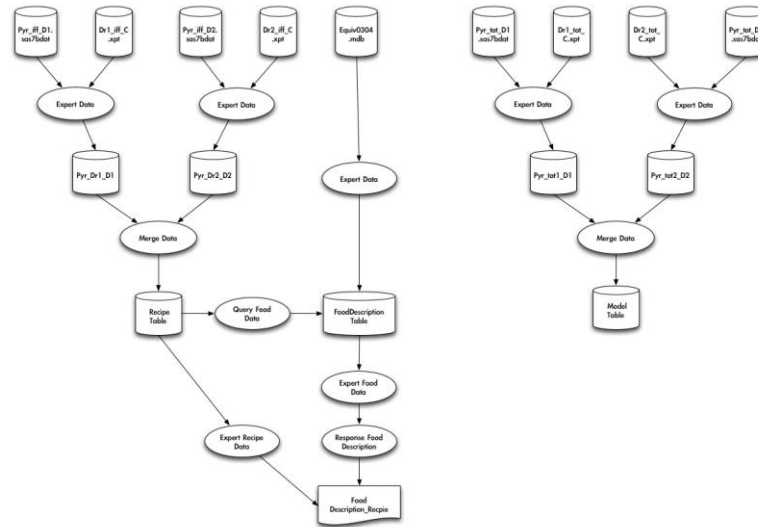 Pyr_iff_D1.
sas7bdat
Dr1_iff_C
.xpt
Pyr_iff_D2.
sas7bdat
Dr2_iff_C
.xpt
Equiv0304
.mdb
Pyr_tot_D1
.sas7bdat
Dr1_tot_
C.xpt
Dr2_tot_
C.xpt
Pyr_tot_D
.sas7bdat
Expert Data
Expert Data
Expert Data
Expert Data
Pyr_Dr1_D1
Pyr_Dr2_D2
Expert Data
Pyr_tot1_D1
Pyr_tot2_D2
Merge Data
Merge Data
Recipe
Table
Query Food
Data
FoodDescription
Table
Model
Table
Expert Food
Data
Expert Recipe
Data
Response Food
Description
Food
Description_Recpie